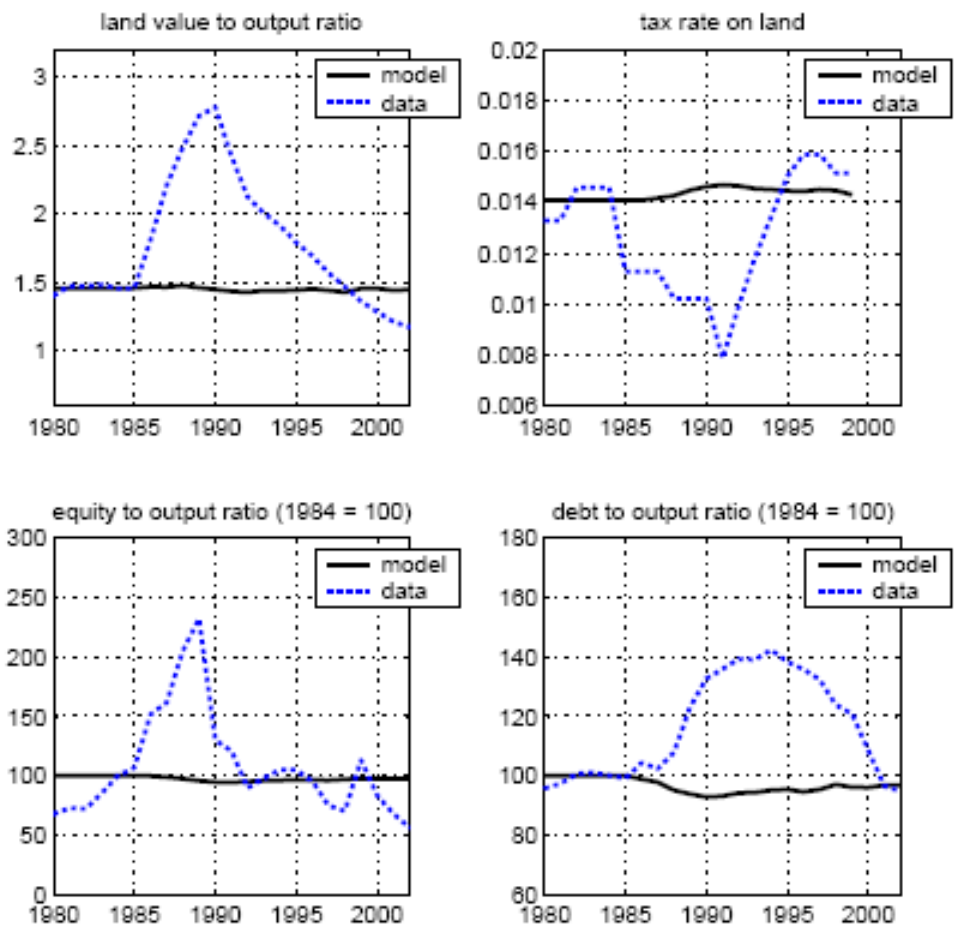 land value to output ratio
3
2.5
2
1.5
1
1980 1985 1990 1995 2000
model
data
tax rate on land
0.02
0.018
0.016
0.014
0.012
0.01
0.008
0.006
1980 1985 1990 1995 2000
model
data
equity to output ratio (1984 = 100)
300
250
200
150
100
50
0
1980 1985 1990 1995 2000
model
data
debt to output ratio (1984 = 100)
180
160
140
120
100
80
60
1980 1985 1990 1995 2000
model
data